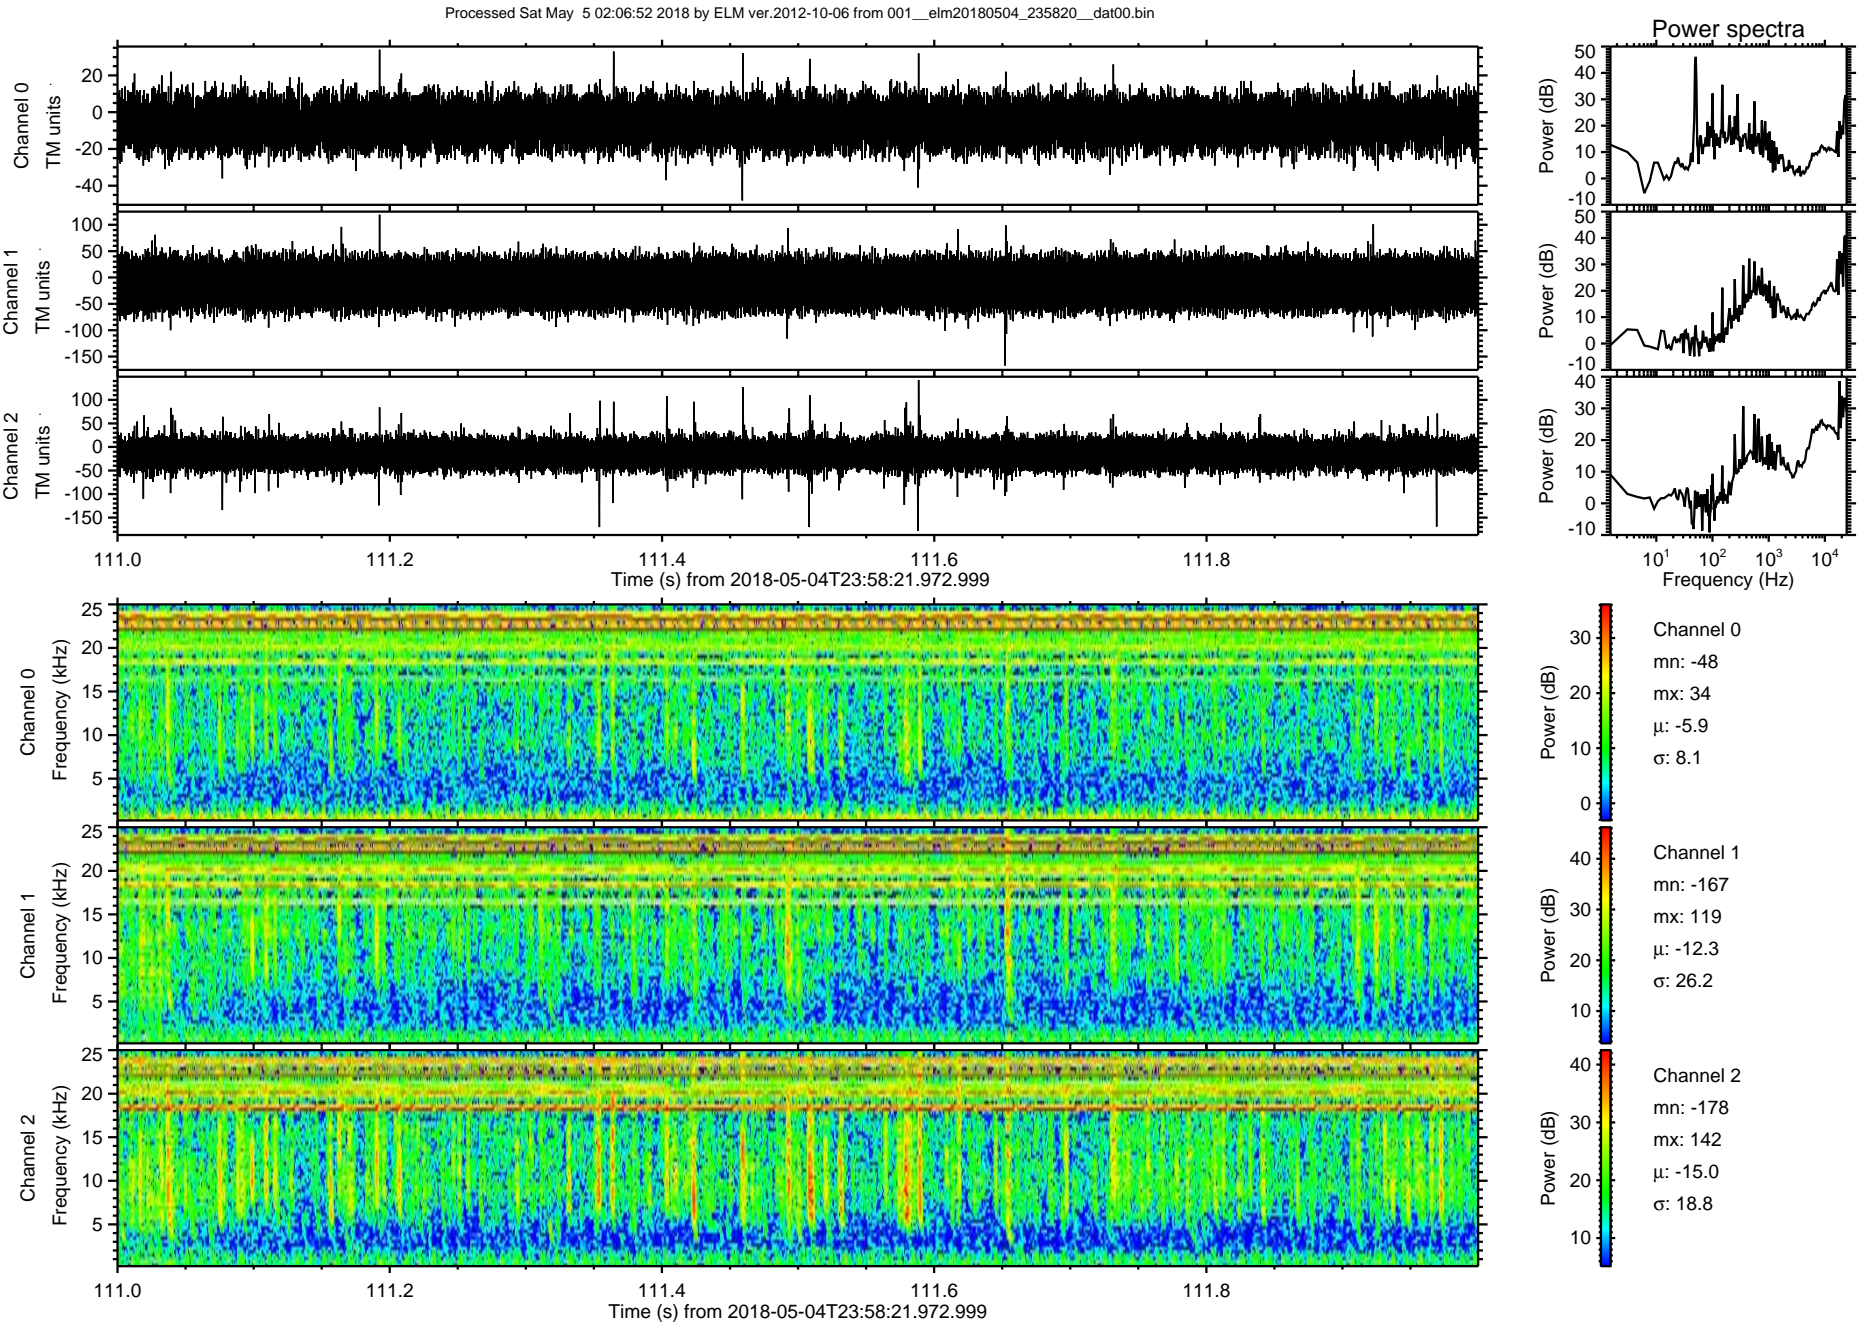 Processed Sat May  5 02:06:52 2018 by ELM ver.2012-10-06 from 001__elm20180504_235820__dat00.bin
Power spectra
Channel 0
TM units
20
0
-20
-40
Power (dB)
50
40
30
20
10
0
-10
Channel 1
TM units
100
50
0
-50
-100
-150
Power (dB)
50
40
30
20
10
0
-10
Channel 2
TM units
100
50
0
-50
-100
-150
Power (dB)
40
30
20
10
0
-10
111.0 111.2 111.4 111.6 111.8
Time (s) from 2018-05-04T23:58:21.972.999
10^1 10^2 10^3 10^4
Frequency (Hz)
Channel 0
Frequency (kHz)
25
20
15
10
5
Power (dB)
30
20
10
0
Channel 0
mn: -48
mx: 34
μ: -5.9
σ: 8.1
Channel 1
Frequency (kHz)
25
20
15
10
5
Power (dB)
40
30
20
10
Channel 1
mn: -167
mx: 119
μ: -12.3
σ: 26.2
Channel 2
Frequency (kHz)
25
20
15
10
5
Power (dB)
40
30
20
10
Channel 2
mn: -178
mx: 142
μ: -15.0
σ: 18.8
111.0 111.2 111.4 111.6 111.8
Time (s) from 2018-05-04T23:58:21.972.999